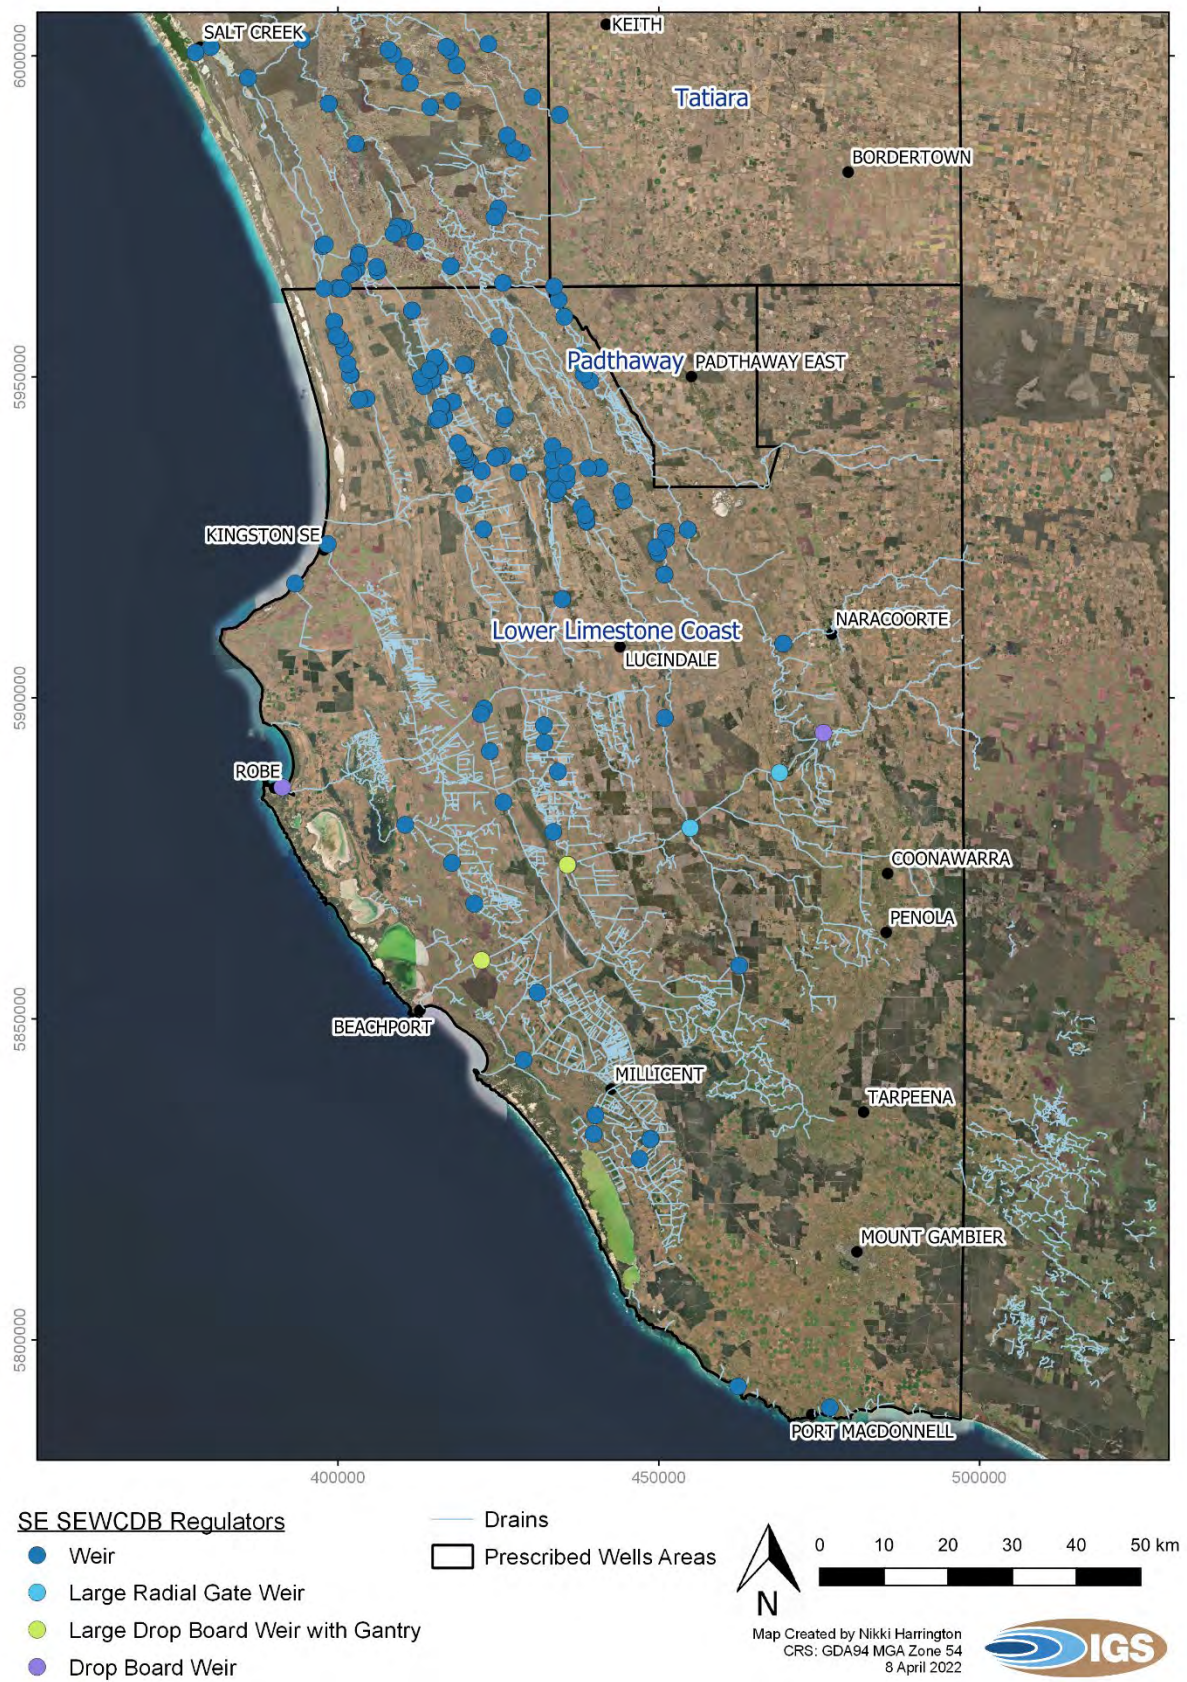 SALT CREEK
KEITH
Tatiara
BORDERTOWN
Padthaway
PADTHAWAY EAST
KINGSTON SE
NARACOORTE
Lower Limestone Coast
LUCINDALE
ROBE
COONAWARRA
PENOLA
BEACHPORT
MILLICENT
TARPEENA
MOUNT GAMBIER
PORT MACDONNELL
6000000
5950000
5900000
5850000
5800000
400000
450000
500000
SE SEWCDB Regulators
Weir
Large Radial Gate Weir
Large Drop Board Weir with Gantry
Drop Board Weir
Drains
Prescribed Wells Areas
N
0 10 20 30 40 50 km
Map Created by Nikki Harrington
CRS: GDA94 MGA Zone 54
8 April 2022
IGS